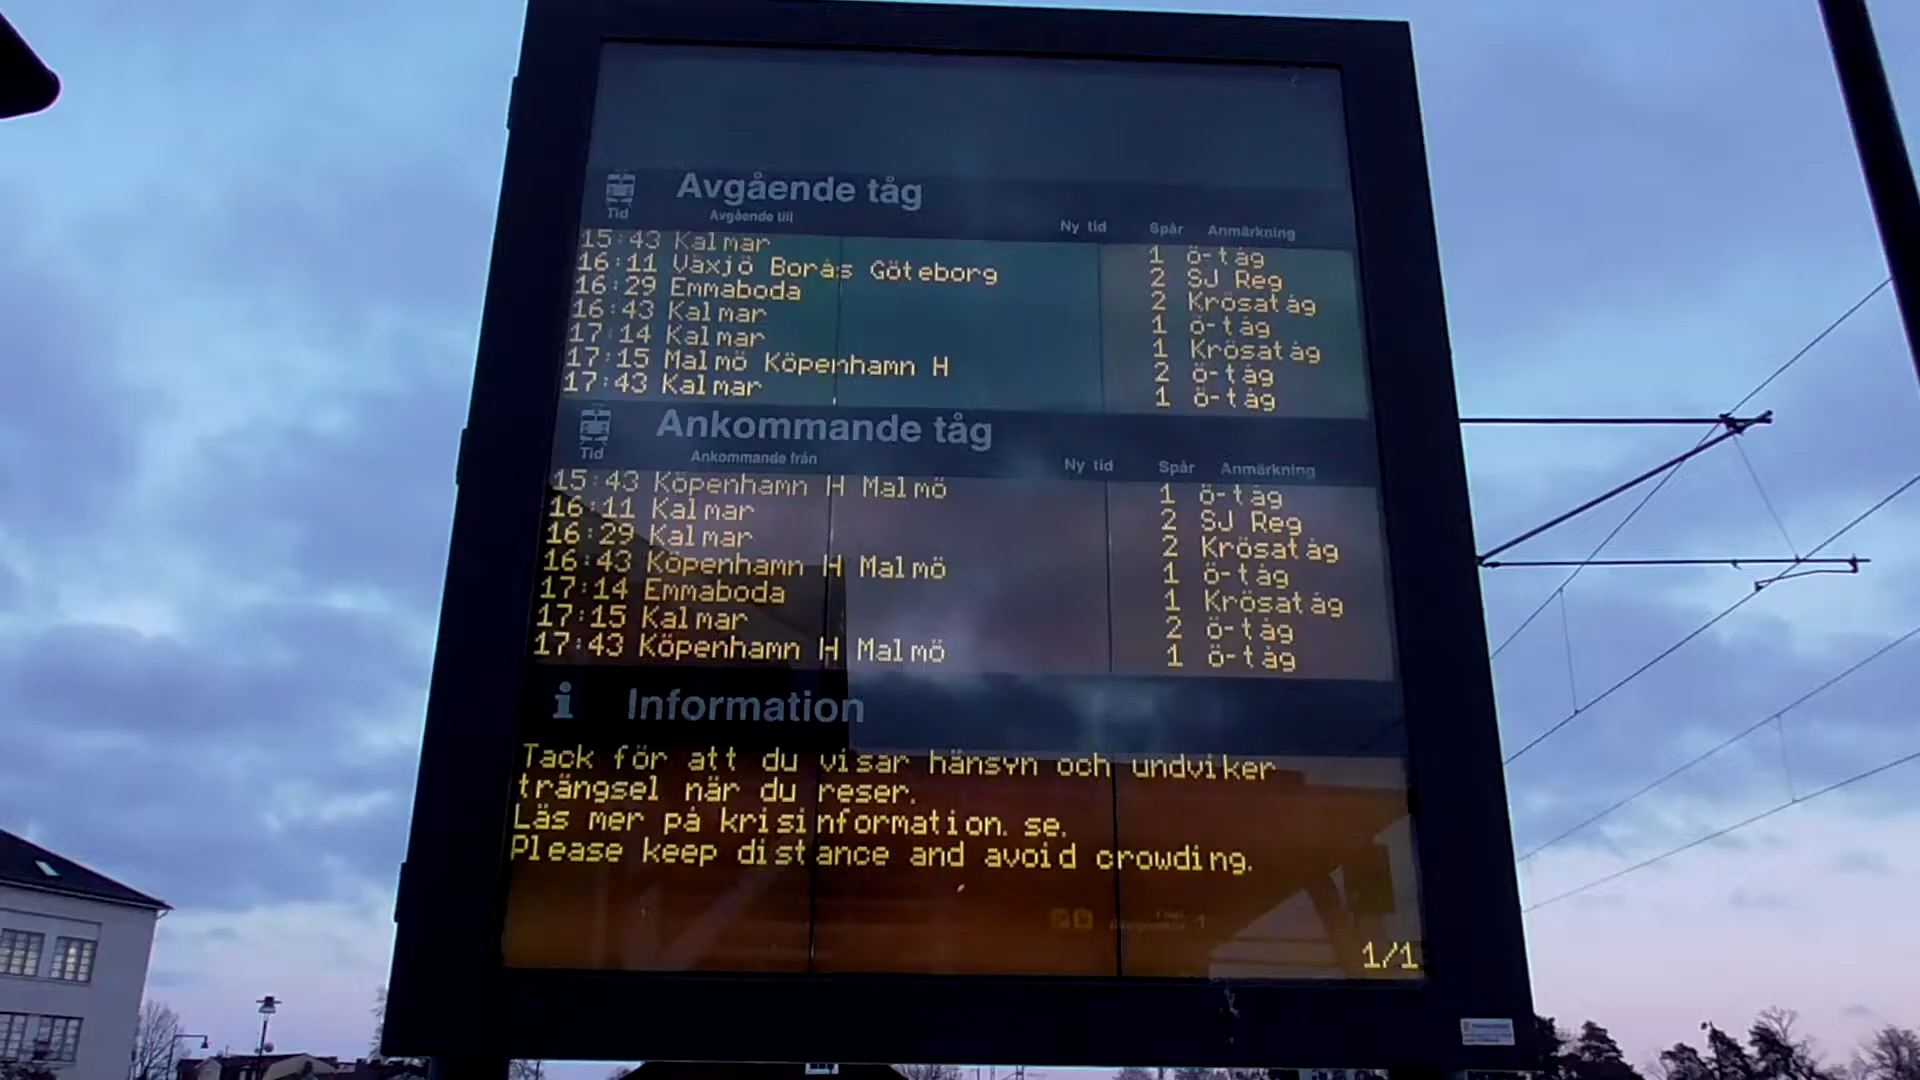 Avgående tåg
Tid Avgående till Ny tid Spår Anmärkning
15:43 Kalmar 1 ö-tåg
16:11 Växjö Borås Göteborg 2 SJ Reg
16:29 Emmaboda 2 Krösatåg
16:43 Kalmar 1 ö-tåg
17:14 Kalmar 1 Krösatåg
17:15 Malmö Köpenhamn H 2 ö-tåg
17:43 Kalmar 1 ö-tåg
Ankommande tåg
Tid Ankommande från Ny tid Spår Anmärkning
15:43 Köpenhamn H Malmö 1 ö-tåg
16:11 Kalmar 2 SJ Reg
16:29 Kalmar 2 Krösatåg
16:43 Köpenhamn H Malmö 1 ö-tåg
17:14 Emmaboda 1 Krösatåg
17:15 Kalmar 2 ö-tåg
17:43 Köpenhamn H Malmö 1 ö-tåg
i Information
Tack för att du visar hänsyn och undviker
trängsel när du reser.
Läs mer på krisinformation.se.
Please keep distance and avoid crowding.
1/1